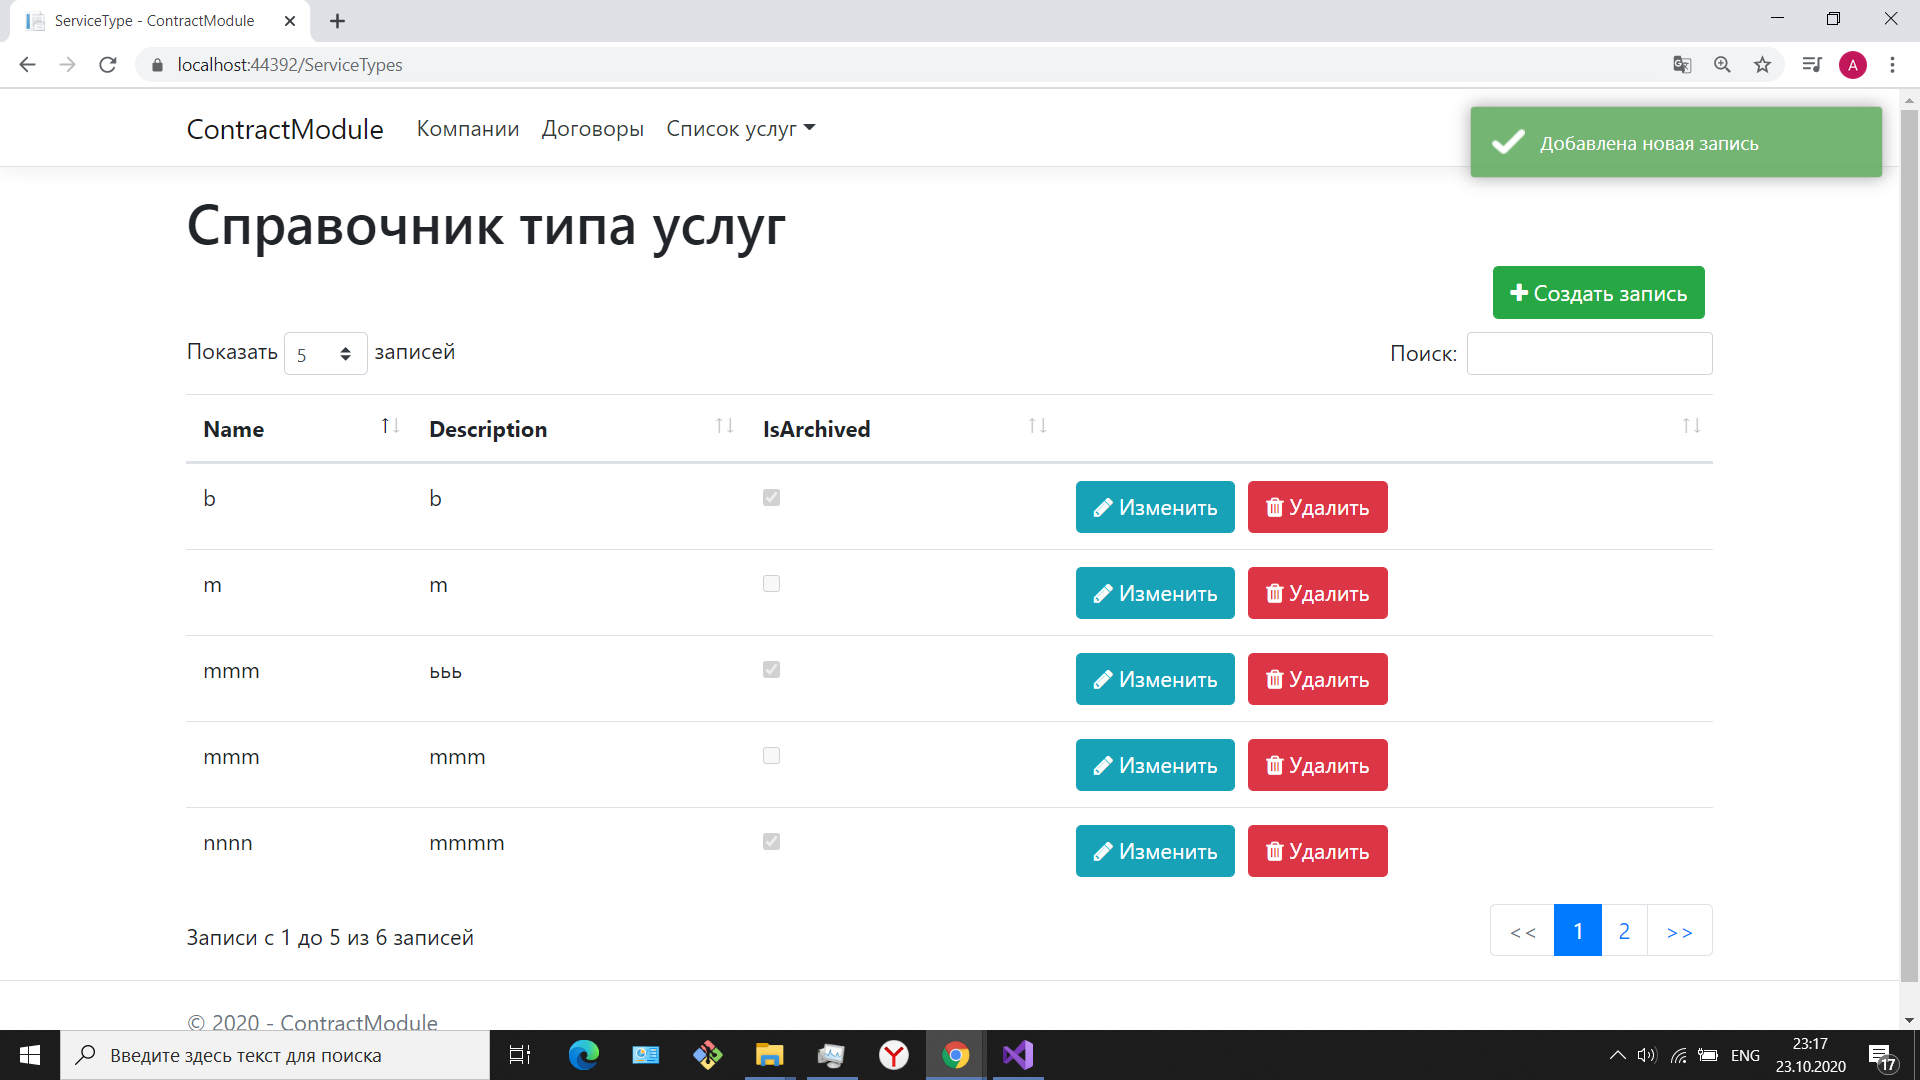 ServiceType - ContractModule
localhost:44392/ServiceTypes
A
ContractModule Компании Договоры Список услуг
Добавлена новая запись
Справочник типа услуг
Создать запись
Показать 5 записей
Поиск:
Name Description IsArchived
b b Изменить Удалить
m m Изменить Удалить
mmm ььь Изменить Удалить
mmm mmm Изменить Удалить
nnnn mmmm Изменить Удалить
Записи с 1 до 5 из 6 записей
<< 1 2 >>
© 2020 - ContractModule
Введите здесь текст для поиска
ENG
23:17
23.10.2020
17